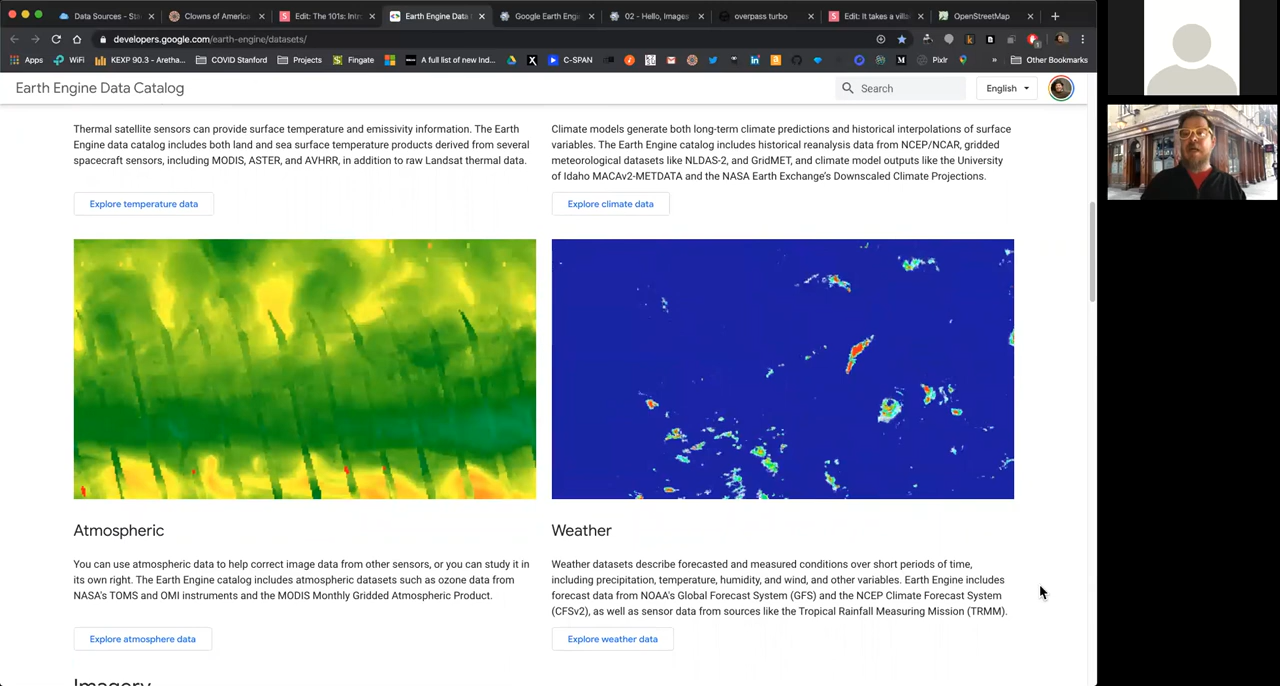 Data Sources - Sta
Clowns of America
Edit: The 101s: Intr
Earth Engine Data
Google Earth Engi
02 - Hello, Images
overpass turbo
Edit: It takes a villa
OpenStreetMap
developers.google.com/earth-engine/datasets/
Apps
WiFi
KEXP 90.3 - Aretha...
COVID Stanford
Projects
Fingate
A full list of new Ind...
C-SPAN
Pixlr
Other Bookmarks
Earth Engine Data Catalog
Search
English
Thermal satellite sensors can provide surface temperature and emissivity information. The Earth
Engine data catalog includes both land and sea surface temperature products derived from several
spacecraft sensors, including MODIS, ASTER, and AVHRR, in addition to raw Landsat thermal data.
Explore temperature data
Climate models generate both long-term climate predictions and historical interpolations of surface
variables. The Earth Engine catalog includes historical reanalysis data from NCEP/NCAR, gridded
meteorological datasets like NLDAS-2, and GridMET, and climate model outputs like the University
of Idaho MACAv2-METDATA and the NASA Earth Exchange's Downscaled Climate Projections.
Explore climate data
Atmospheric
You can use atmospheric data to help correct image data from other sensors, or you can study it in
its own right. The Earth Engine catalog includes atmospheric datasets such as ozone data from
NASA's TOMS and OMI instruments and the MODIS Monthly Gridded Atmospheric Product.
Explore atmosphere data
Weather
Weather datasets describe forecasted and measured conditions over short periods of time,
including precipitation, temperature, humidity, and wind, and other variables. Earth Engine includes
forecast data from NOAA's Global Forecast System (GFS) and the NCEP Climate Forecast System
(CFSv2), as well as sensor data from sources like the Tropical Rainfall Measuring Mission (TRMM).
Explore weather data
Imagery